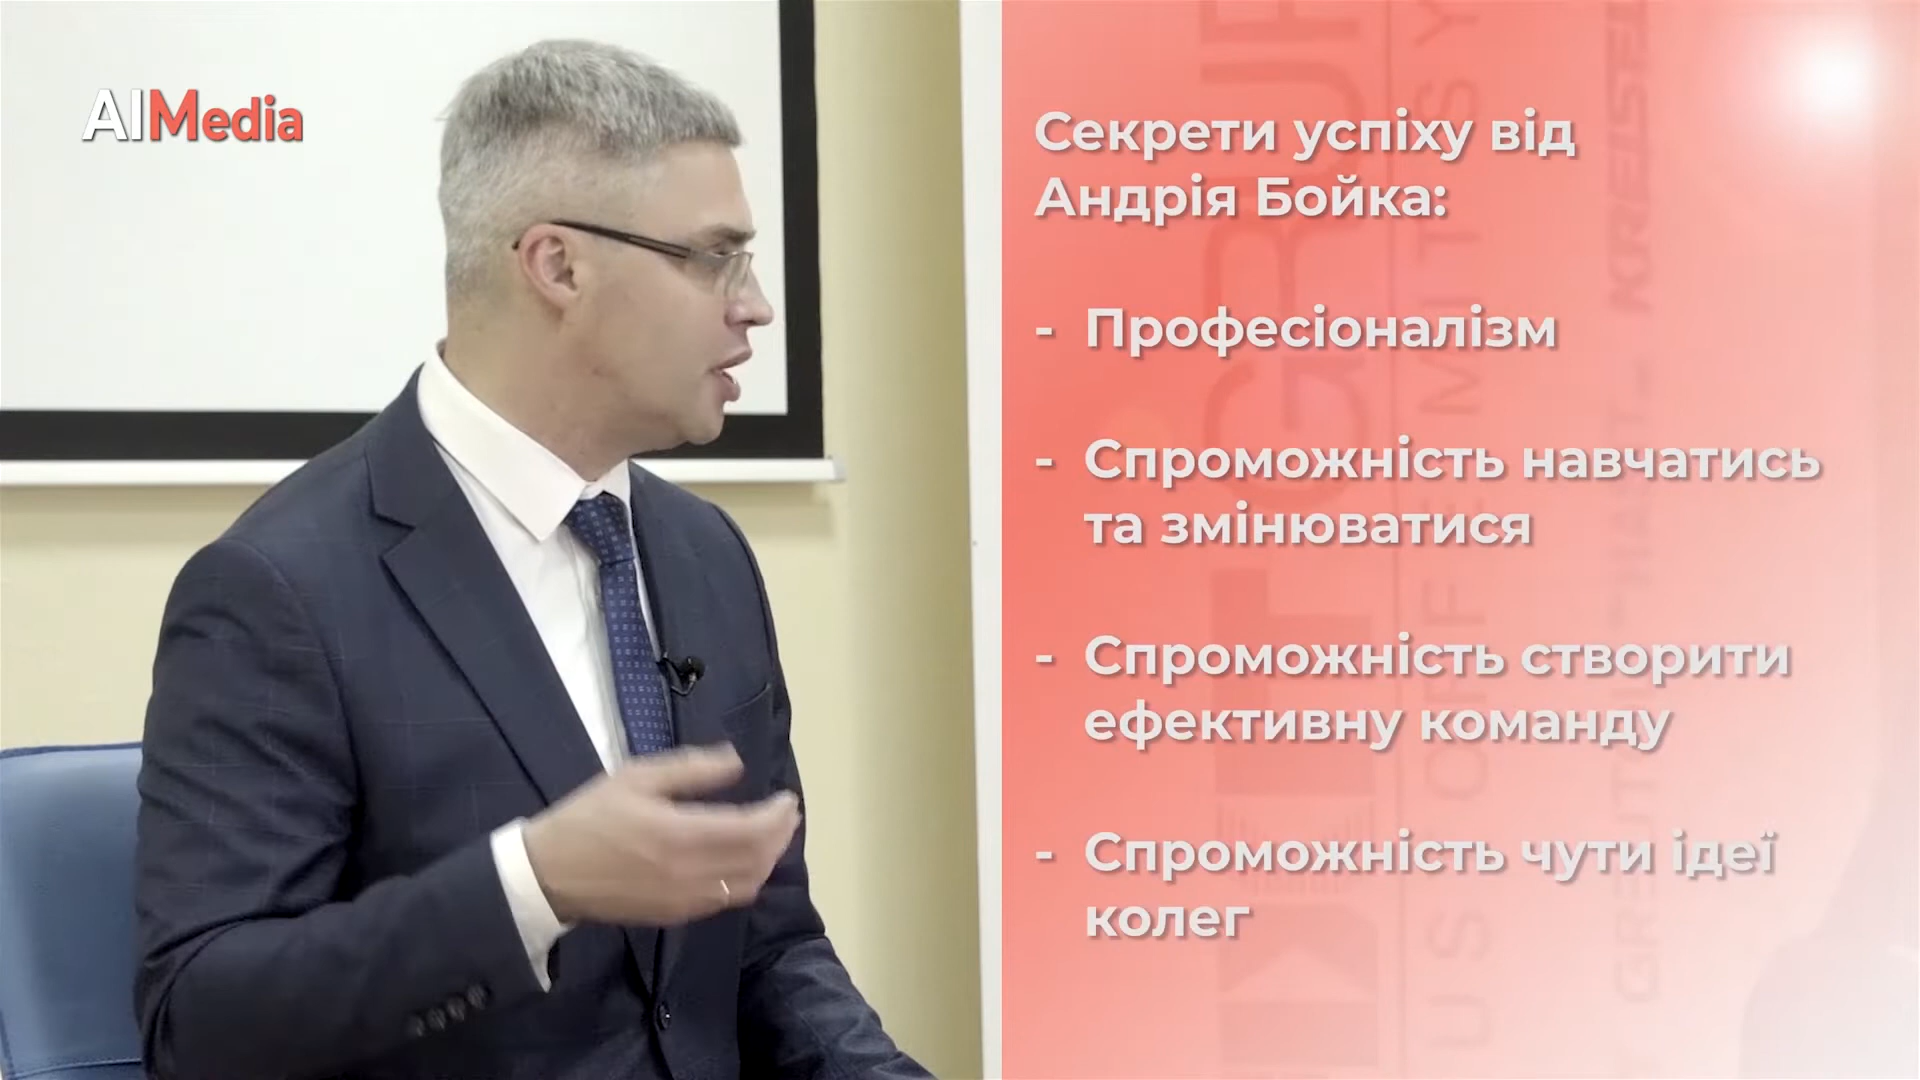 AIMedia
Секрети успіху від
Андрія Бойка:
- Професіоналізм
- Спроможність навчатись
та змінюватися
- Спроможність створити
ефективну команду
- Спроможність чути ідеї
колег
KREISEL